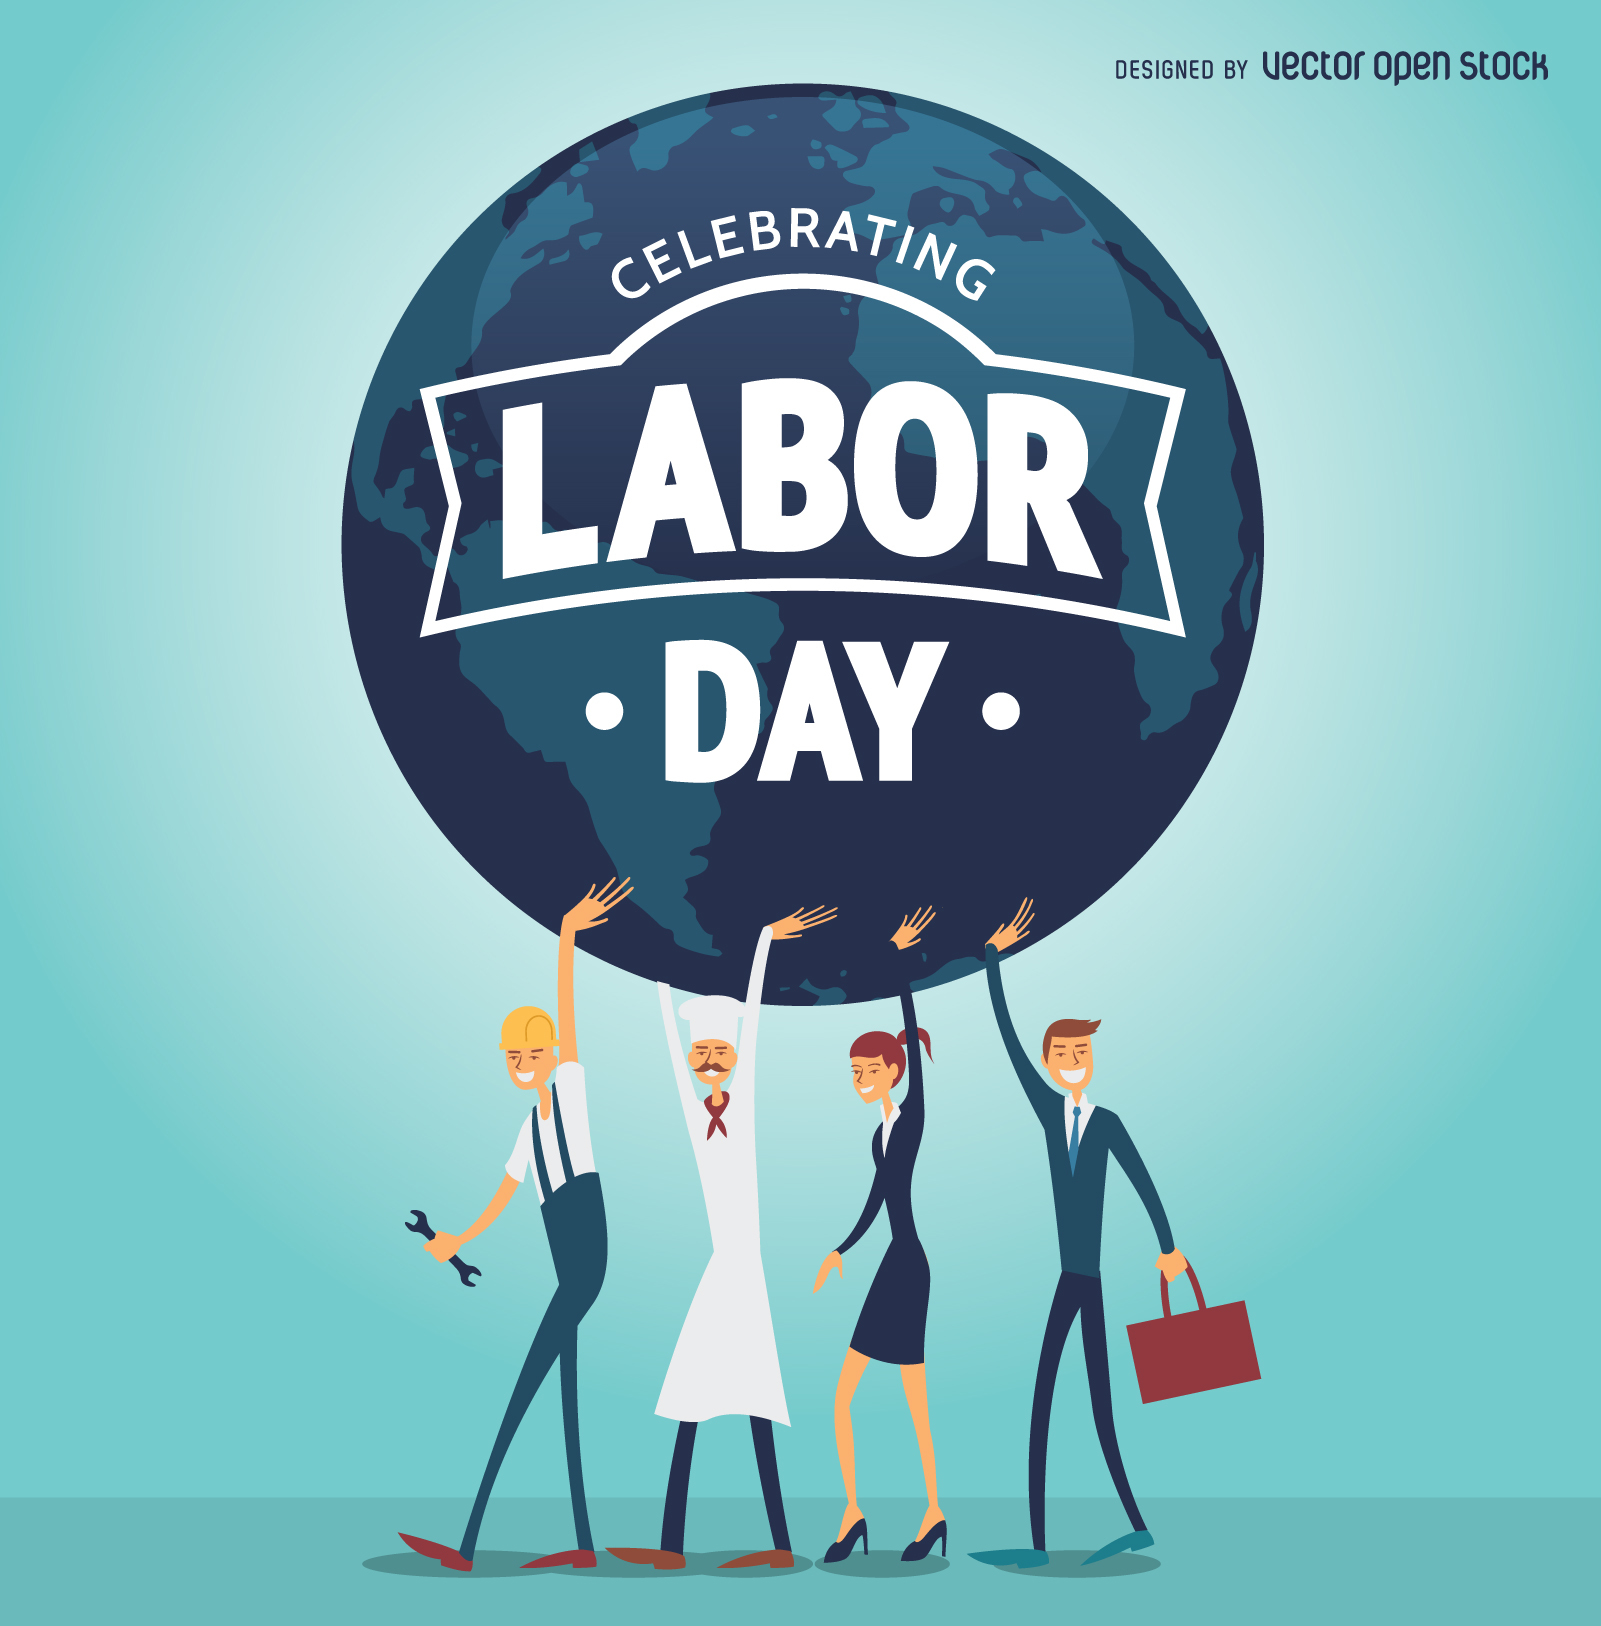 DESIGNED BY vector open stock
CELEBRATING
LABOR
• DAY •